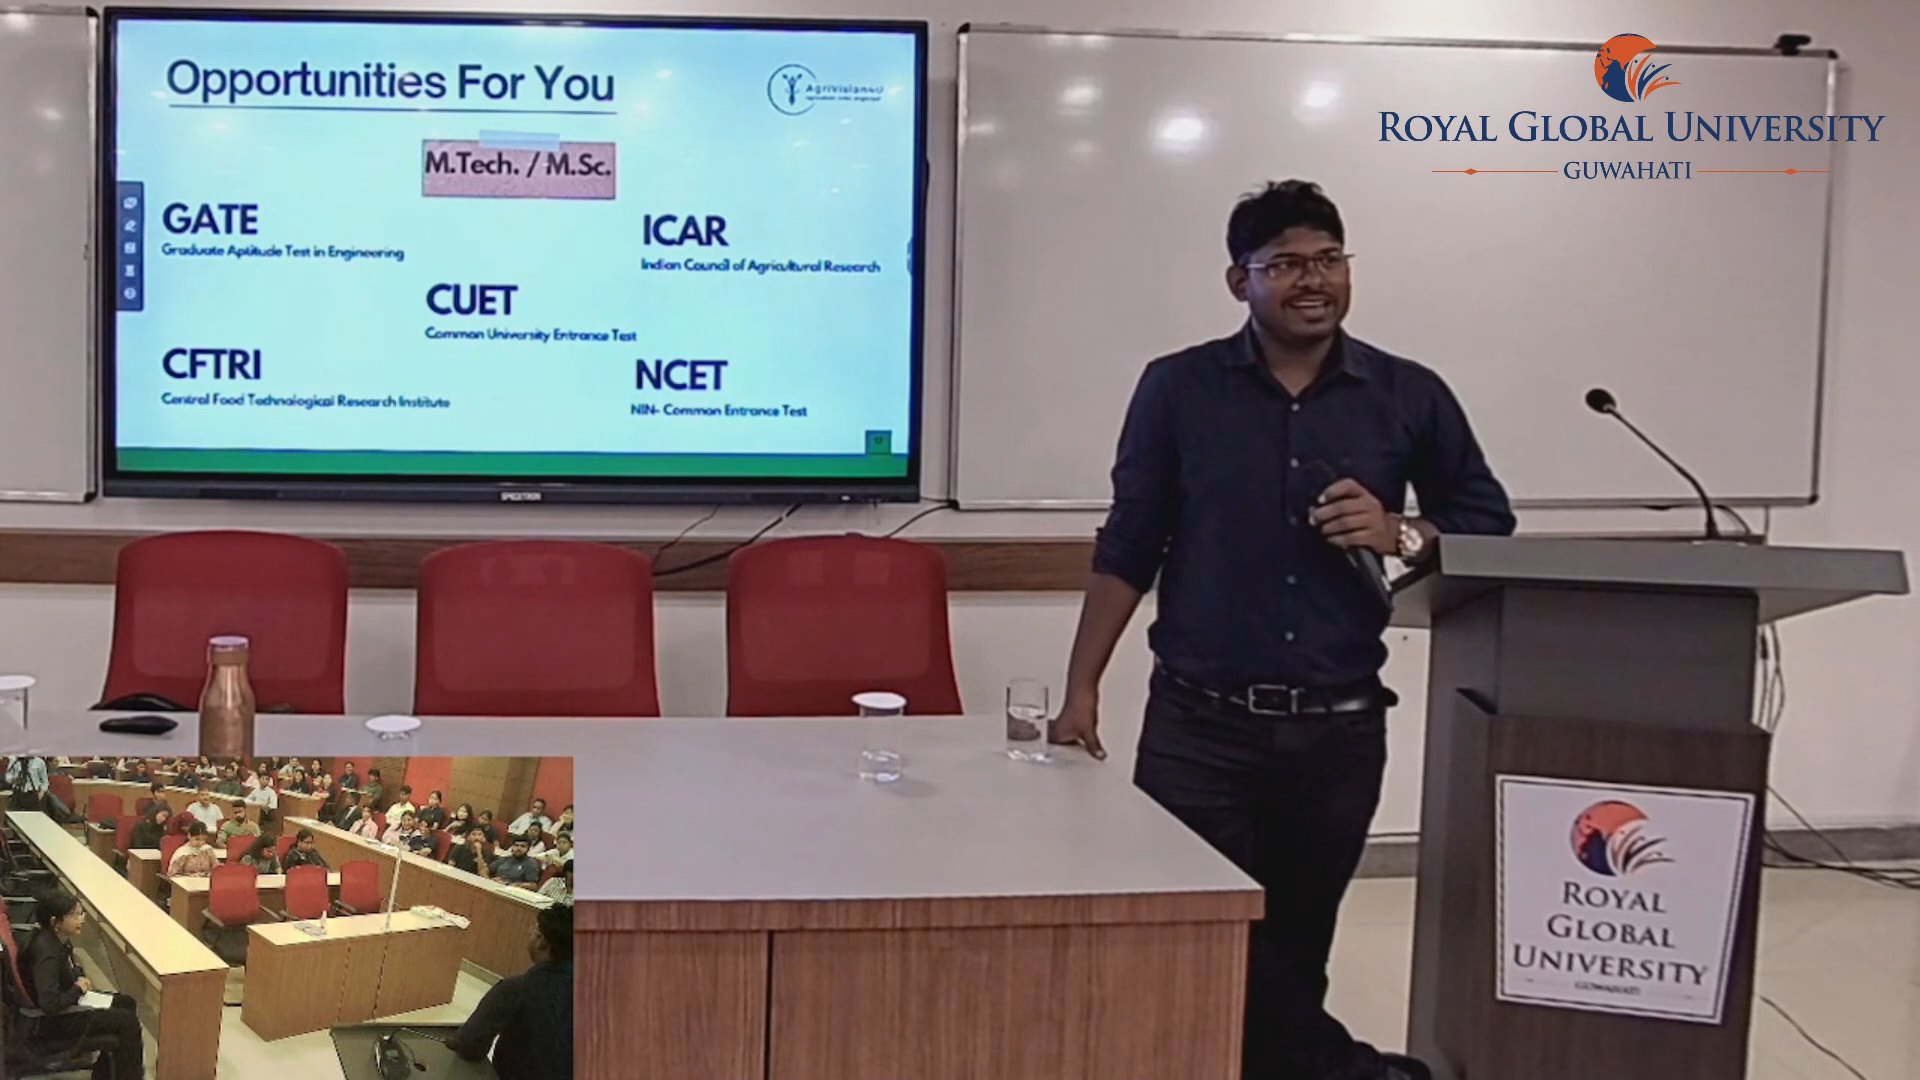 Opportunities For You
AgriVision4U
M.Tech. / M.Sc.
GATE
Graduate Aptitude Test in Engineering
ICAR
Indian Council of Agricultural Research
CUET
Common University Entrance Test
CFTRI
Central Food Technological Research Institute
NCET
NIN- Common Entrance Test
ROYAL GLOBAL UNIVERSITY
GUWAHATI
ROYAL
GLOBAL
UNIVERSITY
GUWAHATI